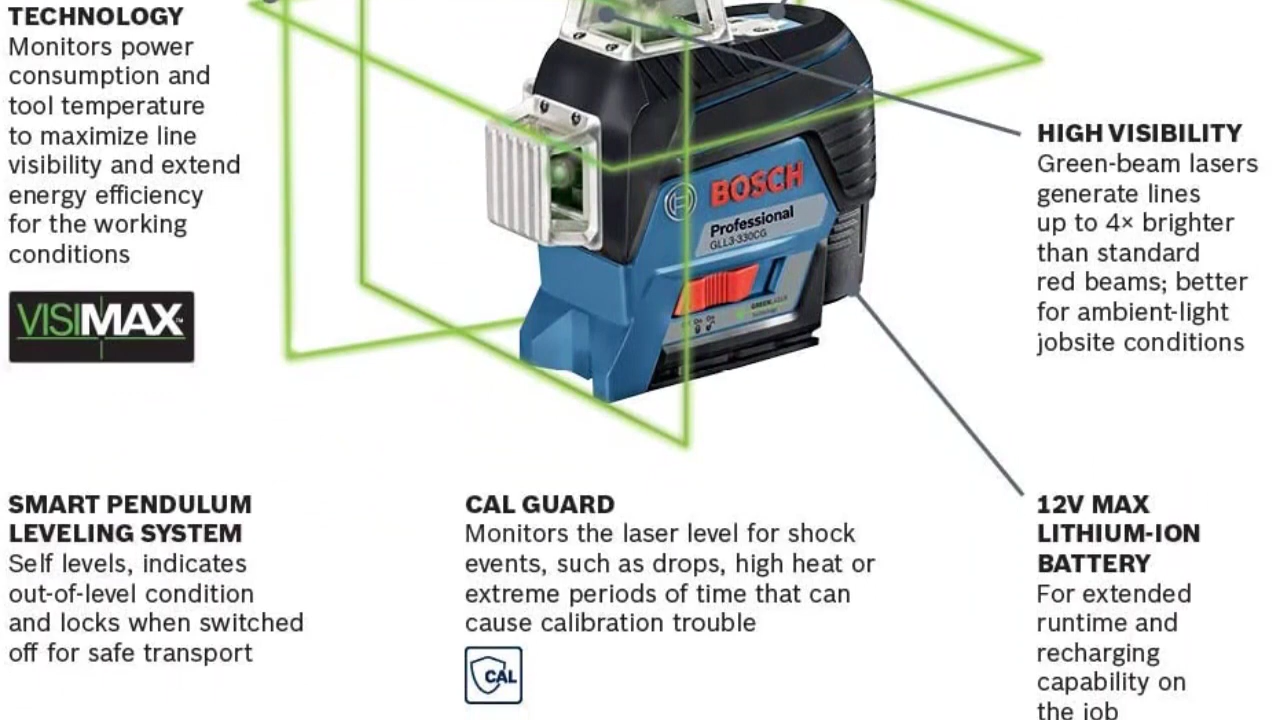 TECHNOLOGY
Monitors power
consumption and
tool temperature
to maximize line
visibility and extend
energy efficiency
for the working
conditions
VISIMAX™
BOSCH
Professional
GLL3-330CG
HIGH VISIBILITY
Green-beam lasers
generate lines
up to 4× brighter
than standard
red beams; better
for ambient-light
jobsite conditions
SMART PENDULUM
LEVELING SYSTEM
Self levels, indicates
out-of-level condition
and locks when switched
off for safe transport
CAL GUARD
Monitors the laser level for shock
events, such as drops, high heat or
extreme periods of time that can
cause calibration trouble
CAL
12V MAX
LITHIUM-ION
BATTERY
For extended
runtime and
recharging
capability on
the job